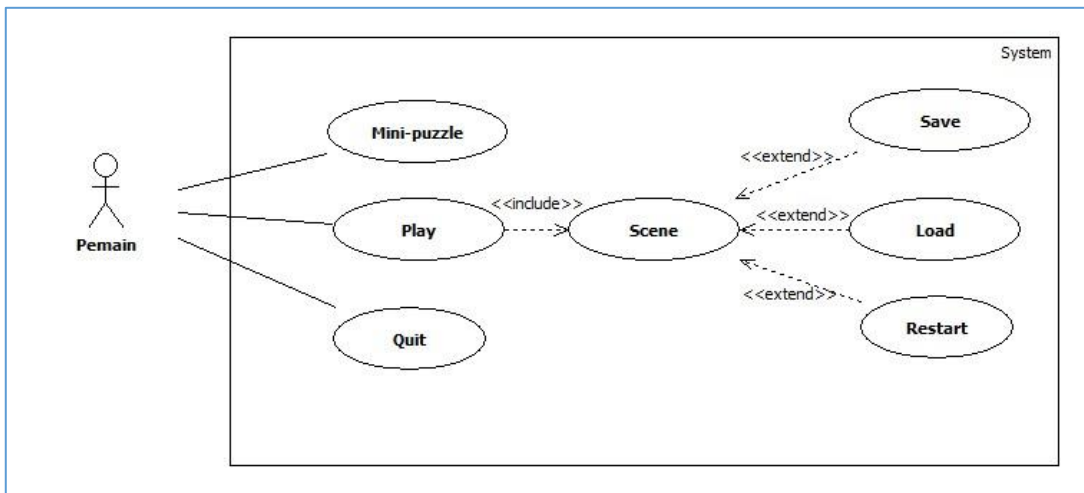 System
Mini-puzzle
Save
<<extend>>
<<include>>
<<extend>>
Pemain
Play
Scene
Load
<<extend>>
Quit
Restart